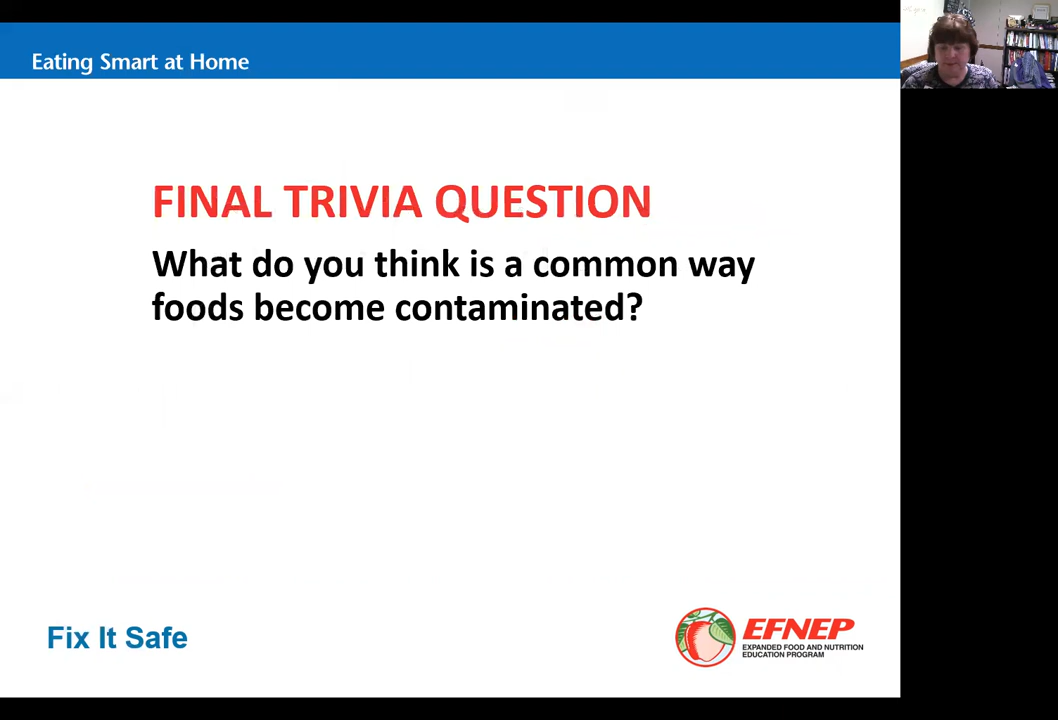 Eating Smart at Home
FINAL TRIVIA QUESTION
What do you think is a common way
foods become contaminated?
Fix It Safe
EFNEP
EXPANDED FOOD AND NUTRITION
EDUCATION PROGRAM